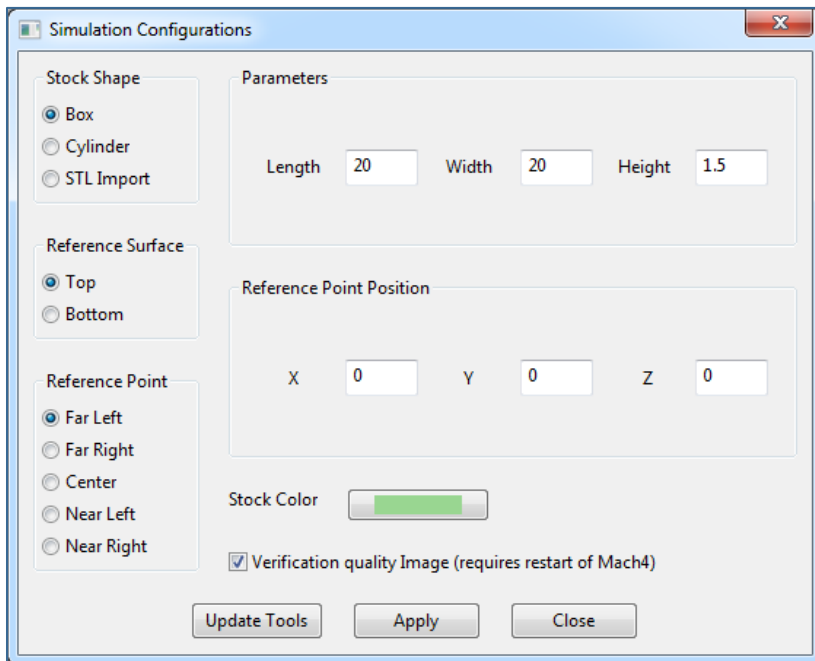 Simulation Configurations
Stock Shape
Box
Cylinder
STL Import
Parameters
Length 20 Width 20 Height 1.5
Reference Surface
Top
Bottom
Reference Point Position
X 0 Y 0 Z 0
Reference Point
Far Left
Far Right
Center
Near Left
Near Right
Stock Color
Verification quality Image (requires restart of Mach4)
Update Tools Apply Close